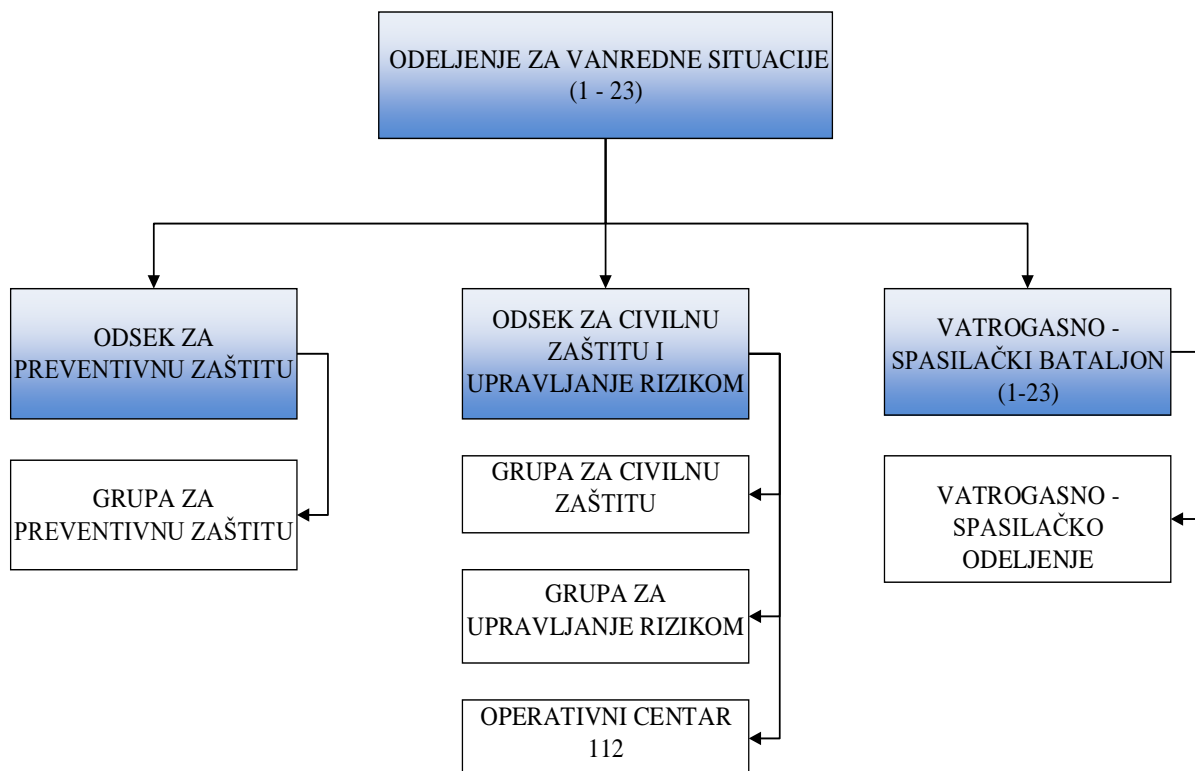 ODELJENJE ZA VANREDNE SITUACIJE
(1 - 23)
ODSEK ZA
PREVENTIVNU ZAŠTITU
GRUPA ZA
PREVENTIVNU ZAŠTITU
ODSEK ZA CIVILNU
ZAŠTITU I
UPRAVLJANJE RIZIKOM
GRUPA ZA CIVILNU
ZAŠTITU
GRUPA ZA
UPRAVLJANJE RIZIKOM
OPERATIVNI CENTAR
112
VATROGASNO -
SPASILAČKI BATALJON
(1-23)
VATROGASNO -
SPASILAČKO
ODELJENJE